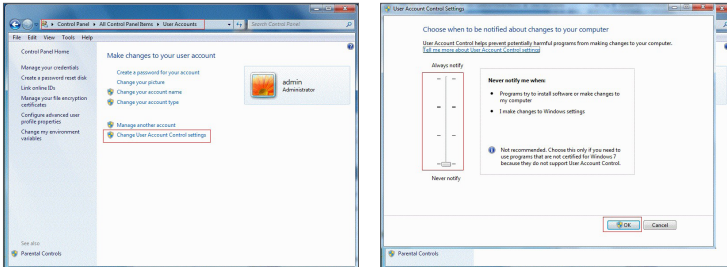 Control Panel ▸ All Control Panel Items ▸ User Accounts
Search Control Panel
File Edit View Tools Help
Control Panel Home
Manage your credentials
Create a password reset disk
Link online IDs
Manage your file encryption
certificates
Configure advanced user
profile properties
Change my environment
variables
See also
Parental Controls
Make changes to your user account
Create a password for your account
Change your picture
Change your account name
Change your account type
Manage another account
Change User Account Control settings
admin
Administrator
User Account Control Settings
Choose when to be notified about changes to your computer
User Account Control helps prevent potentially harmful programs from making changes to your computer.
Tell me more about User Account Control settings
Always notify
Never notify me when:
• Programs try to install software or make changes to
my computer
• I make changes to Windows settings
Not recommended. Choose this only if you need to
use programs that are not certified for Windows 7
because they do not support User Account Control.
Never notify
OK
Cancel
Parental Controls